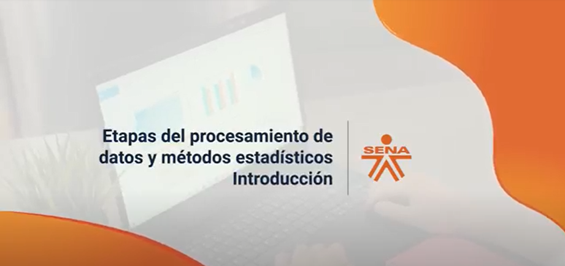 Etapas del procesamiento de
datos y métodos estadísticos
Introducción
SENA